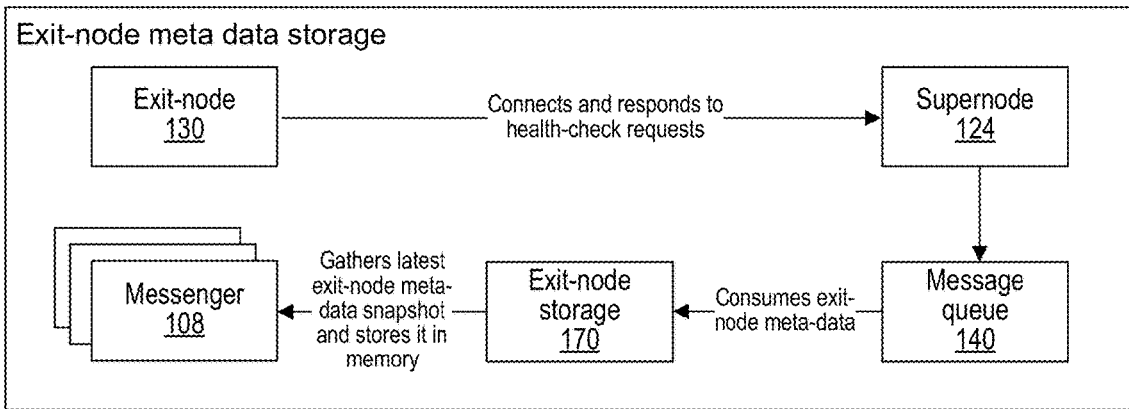 Exit-node meta data storage
Exit-node
130
Connects and responds to
health-check requests
Supernode
124
Messenger
108
Gathers latest
exit-node meta-
data snapshot
and stores it in
memory
Exit-node
storage
170
Consumes exit-
node meta-data
Message
queue
140